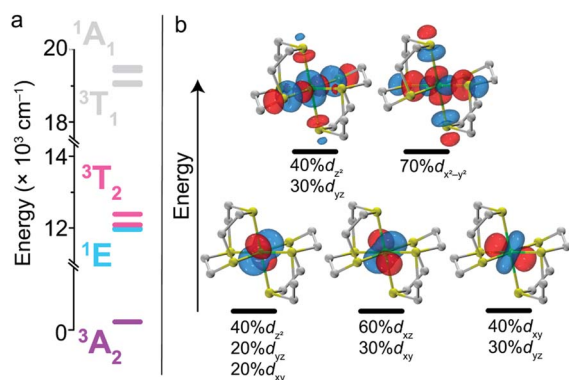 a
b
Energy (× 10³ cm⁻¹)
20
18
14
12
0
¹A₁
³T₁
³T₂
¹E
³A₂
Energy
40%d_z²
30%d_yz
70%d_x²−y²
40%d_z²
20%d_yz
20%d_xy
60%d_xz
30%d_xy
40%d_xy
30%d_yz